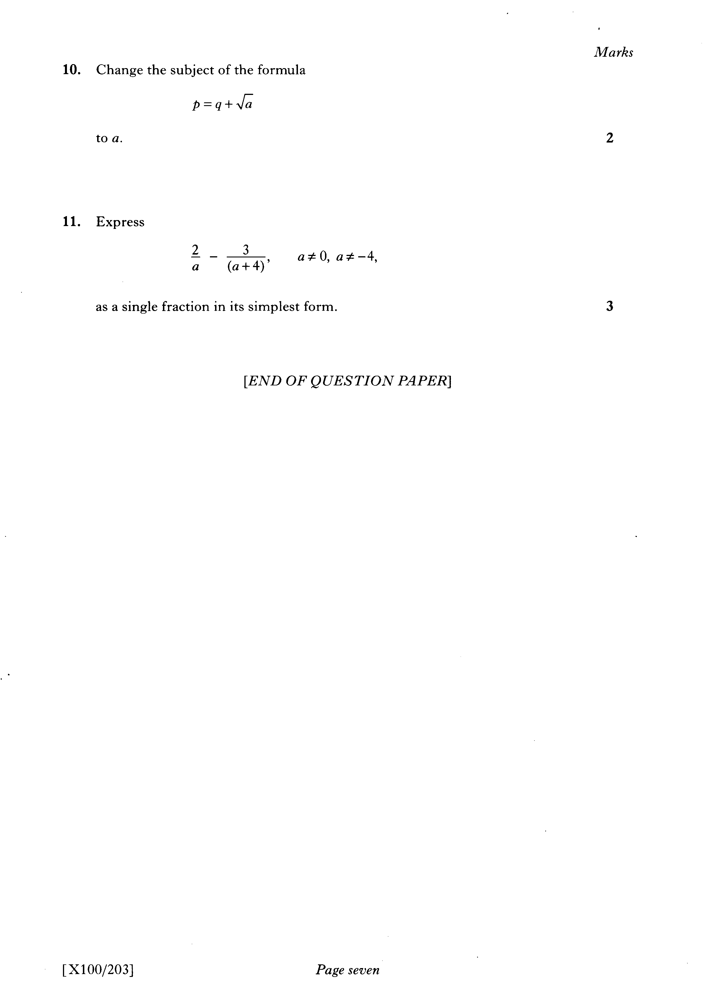 Marks
10. Change the subject of the formula
p = q + √a
to a. 2
11. Express
2/a − 3/(a + 4), a ≠ 0, a ≠ −4,
as a single fraction in its simplest form. 3
[END OF QUESTION PAPER]
[X100/203] Page seven